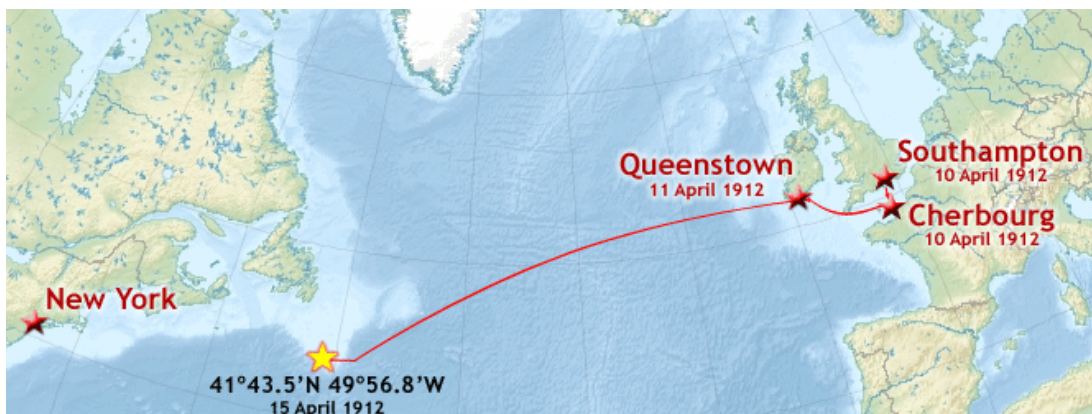 Southampton
10 April 1912
Queenstown
11 April 1912
Cherbourg
10 April 1912
New York
41°43.5’N 49°56.8’W
15 April 1912